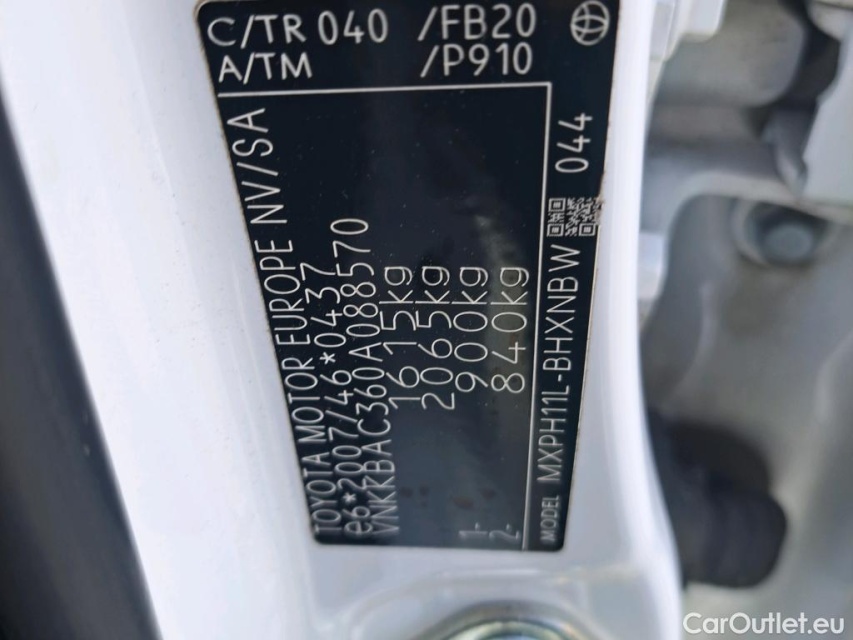 C/TR 040 /FB20
A/TM /P910
TOYOTA MOTOR EUROPE NV/SA
e6*2007/46*0437
VNKKBAC360A088570
1615kg
2065kg
1- 900kg
2- 840kg
MODEL MXPH11L-BHXNBW 044
CarOutlet.eu